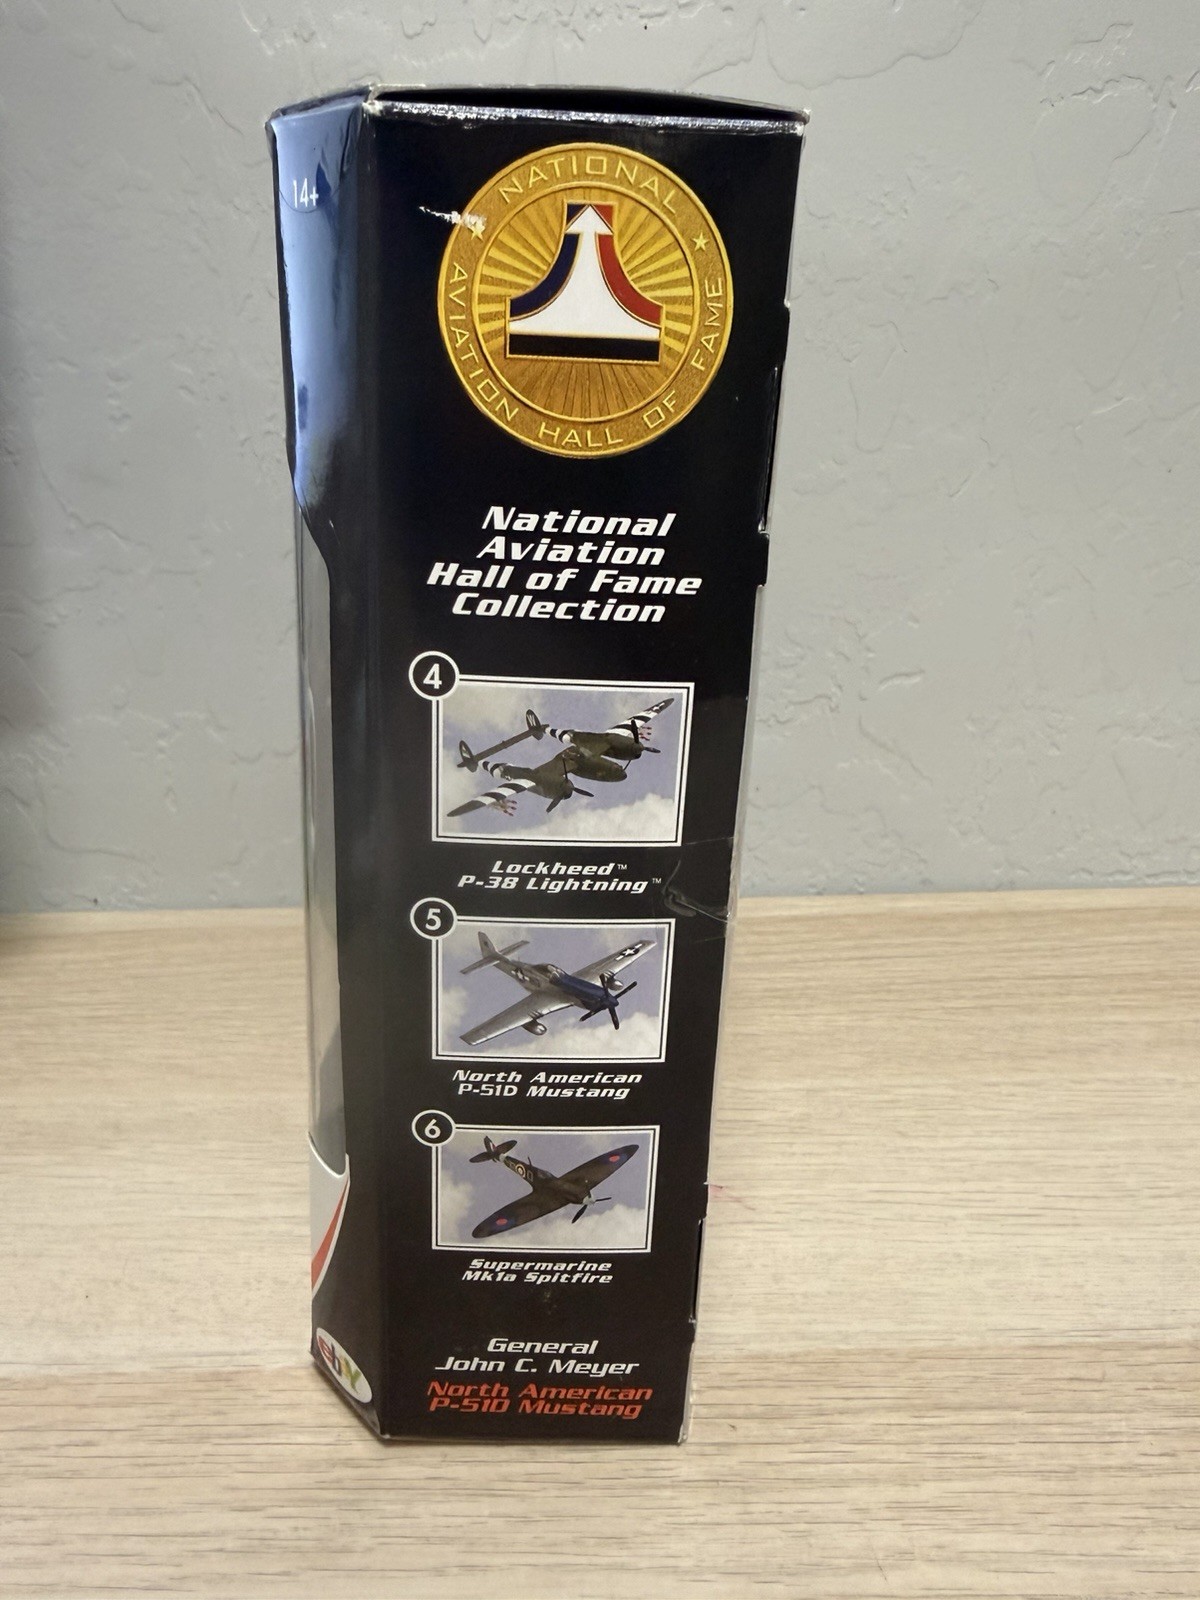 14+
NATIONAL
AVIATION HALL OF FAME
National
Aviation
Hall of Fame
Collection
4
Lockheed™
P-38 Lightning™
5
North American
P-51D Mustang
6
Supermarine
Mk1a Spitfire
General
John C. Meyer
North American
P-51D Mustang
ebY